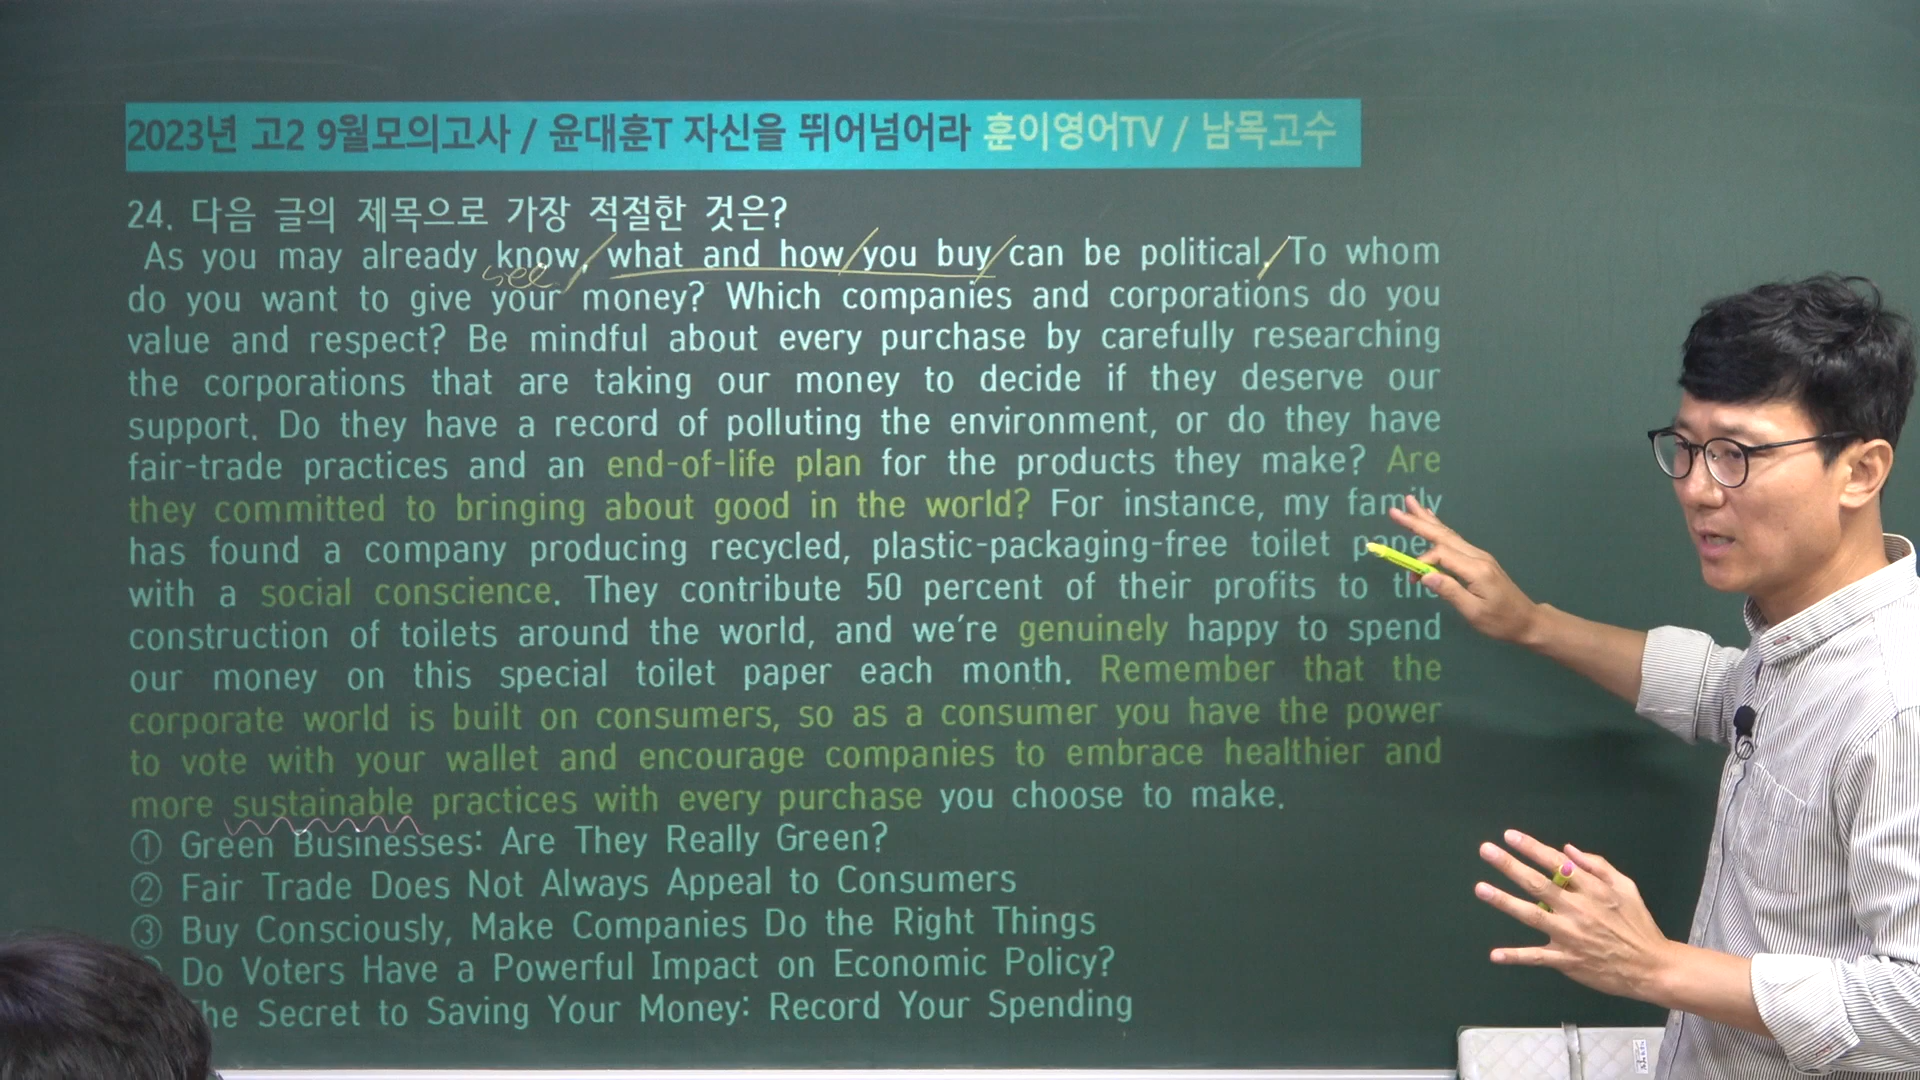 2023년 고2 9월모의고사 / 윤대훈T 자신을 뛰어넘어라 훈이영어TV / 남목고수
24. 다음 글의 제목으로 가장 적절한 것은?
As you may already know, what and how you buy can be political. To whom
see
do you want to give your money? Which companies and corporations do you
value and respect? Be mindful about every purchase by carefully researching
the corporations that are taking our money to decide if they deserve our
support. Do they have a record of polluting the environment, or do they have
fair-trade practices and an end-of-life plan for the products they make? Are
they committed to bringing about good in the world? For instance, my family
has found a company producing recycled, plastic-packaging-free toilet paper
with a social conscience. They contribute 50 percent of their profits to the
construction of toilets around the world, and we're genuinely happy to spend
our money on this special toilet paper each month. Remember that the
corporate world is built on consumers, so as a consumer you have the power
to vote with your wallet and encourage companies to embrace healthier and
more sustainable practices with every purchase you choose to make.
① Green Businesses: Are They Really Green?
② Fair Trade Does Not Always Appeal to Consumers
③ Buy Consciously, Make Companies Do the Right Things
Do Voters Have a Powerful Impact on Economic Policy?
The Secret to Saving Your Money: Record Your Spending